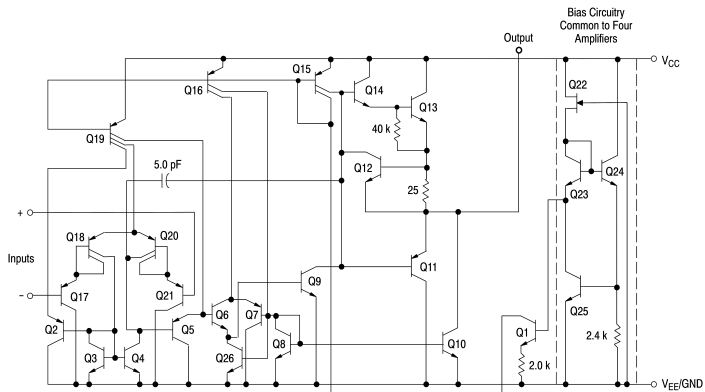 Bias Circuitry
Common to Four
Amplifiers
Output
VCC
Q15
Q22
Q16
Q14
Q13
Q19
40 k
5.0 pF
Q12
Q24
Q23
25
+
Q18
Q20
Inputs
Q9
Q11
-
Q17
Q21
Q25
Q2
Q6
Q7
Q1
Q10
Q5
Q8
2.4 k
Q3
Q4
Q26
2.0 k
VEE/GND